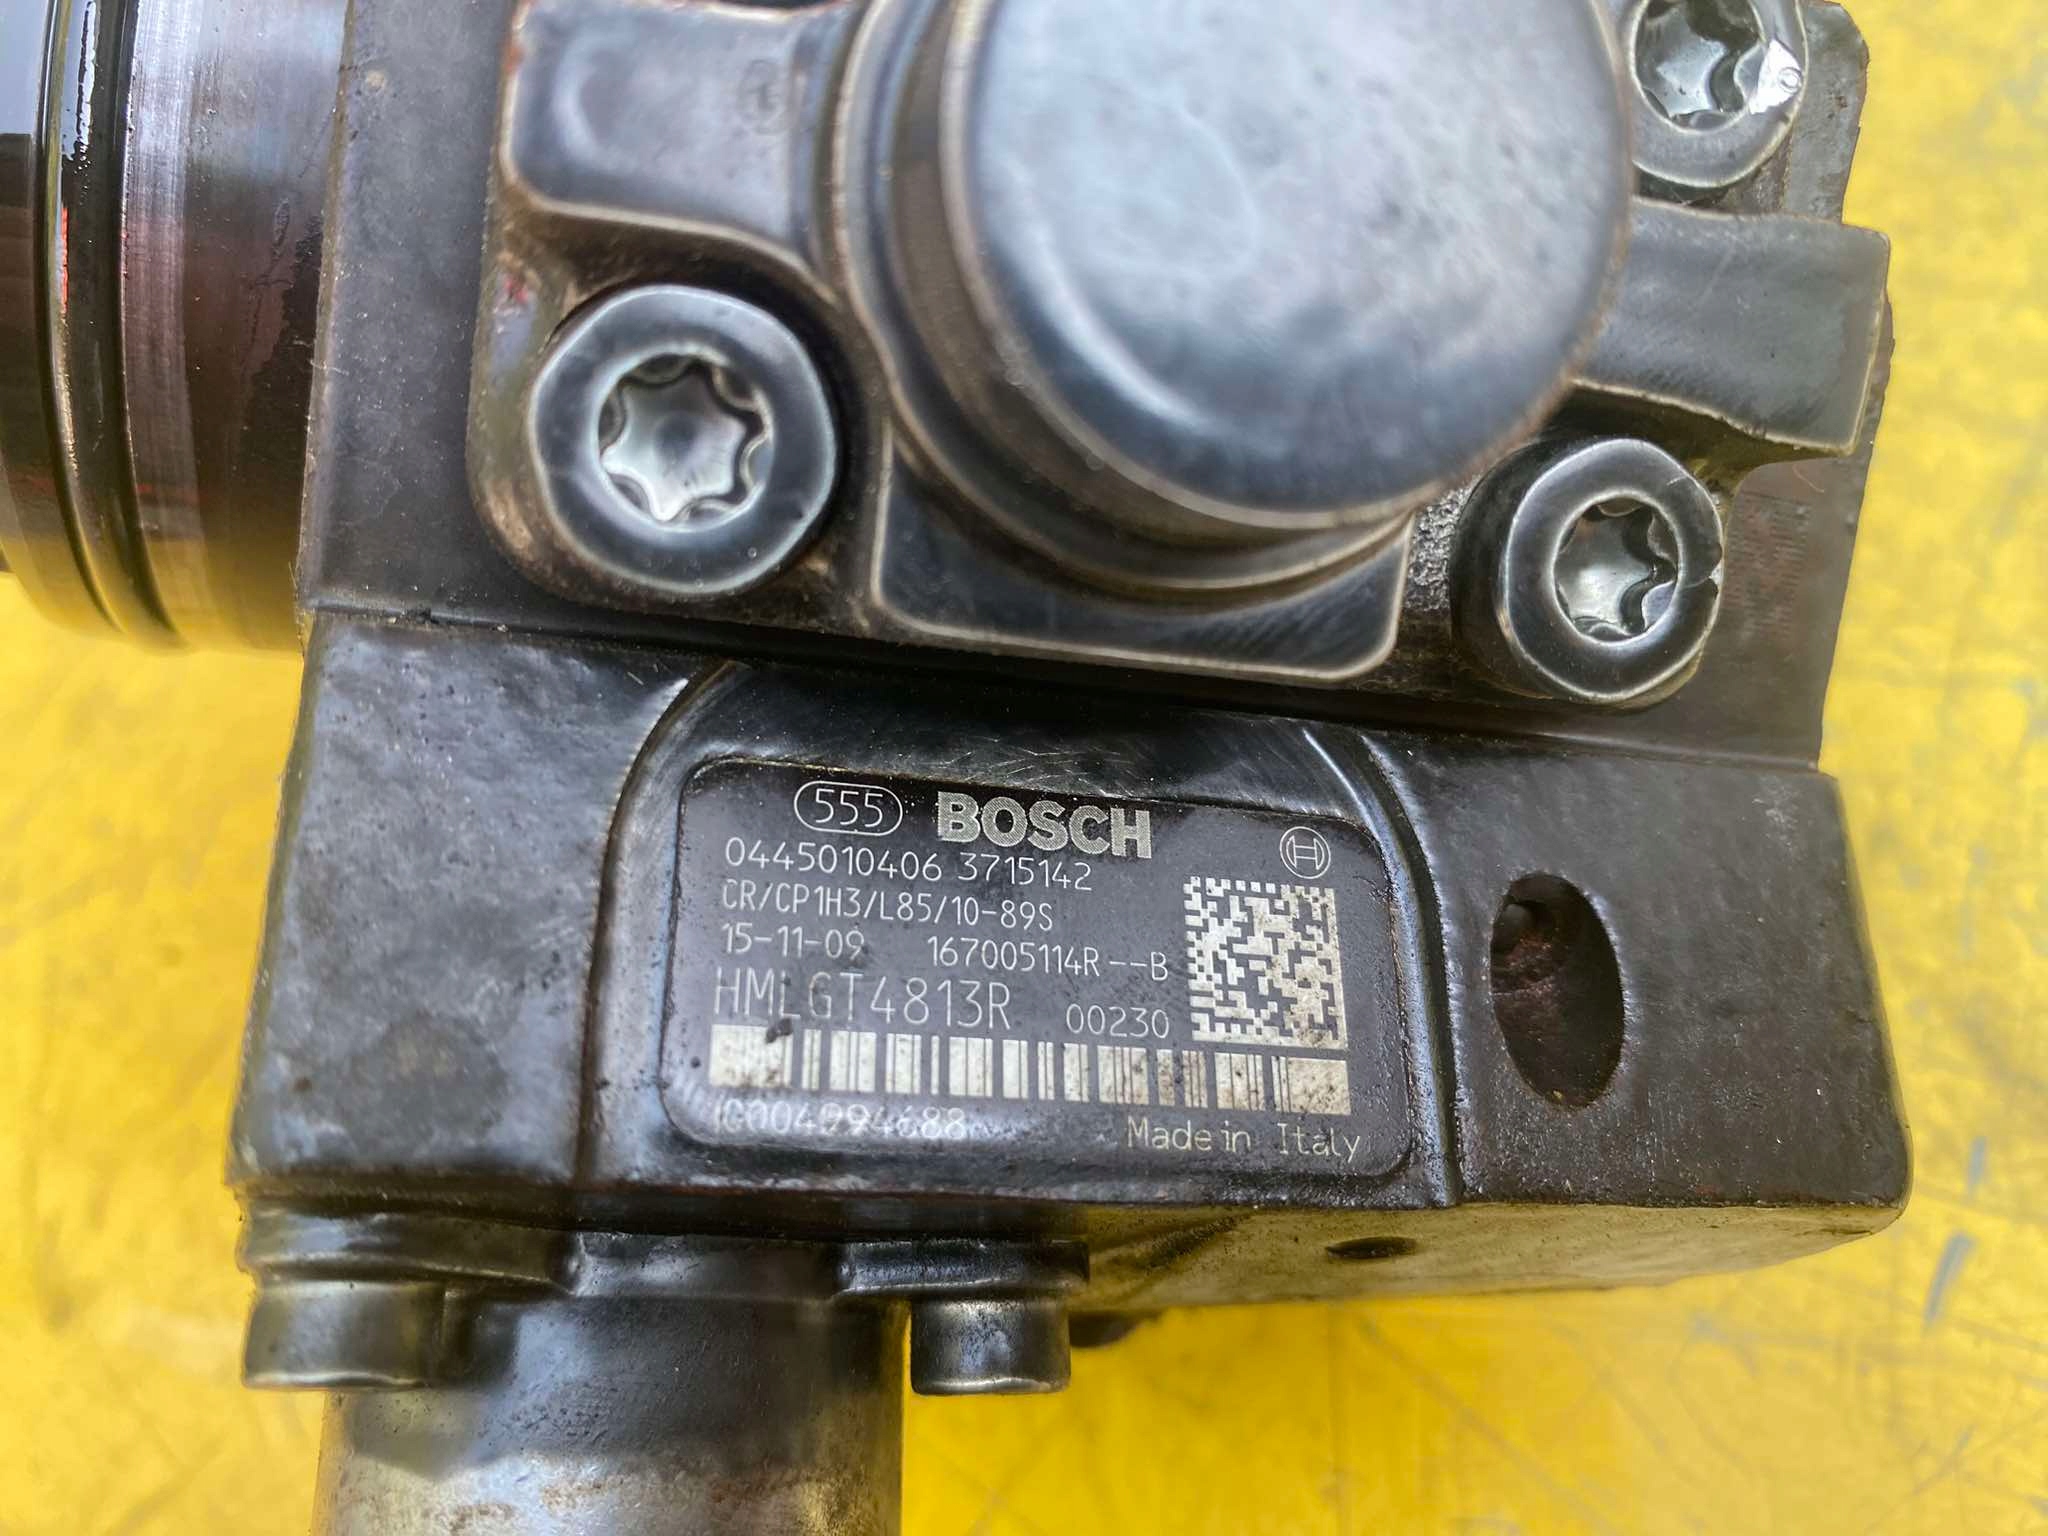 555 BOSCH
0445010406 3715142
CR/CP1H3/L85/10-89S
15-11-09 167005114R--B
HMLGT4813R 00230
Made in Italy